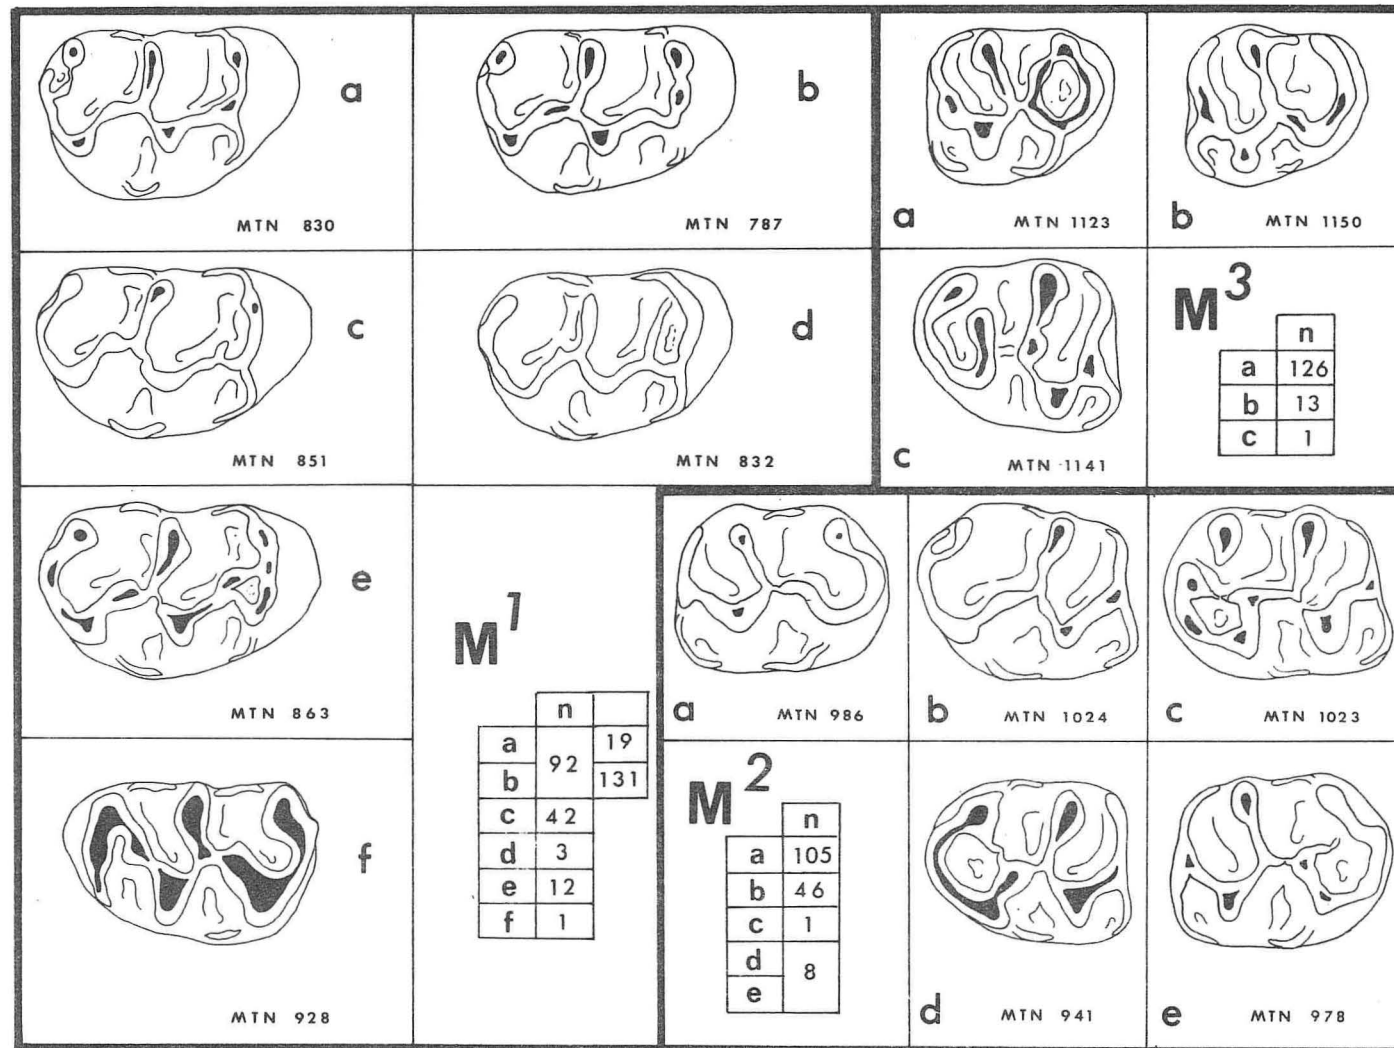 a
MTN 830
b
MTN 787
a
MTN 1123
b
MTN 1150
c
MTN 851
d
MTN 832
c
MTN 1141
M3
n
a 126
b 13
c 1
e
MTN 863
f
MTN 928
M1
n
a 92 19
b 131
c 42
d 3
e 12
f 1
a
MTN 986
b
MTN 1024
c
MTN 1023
M2
n
a 105
b 46
c 1
d 8
e
d
MTN 941
e
MTN 978